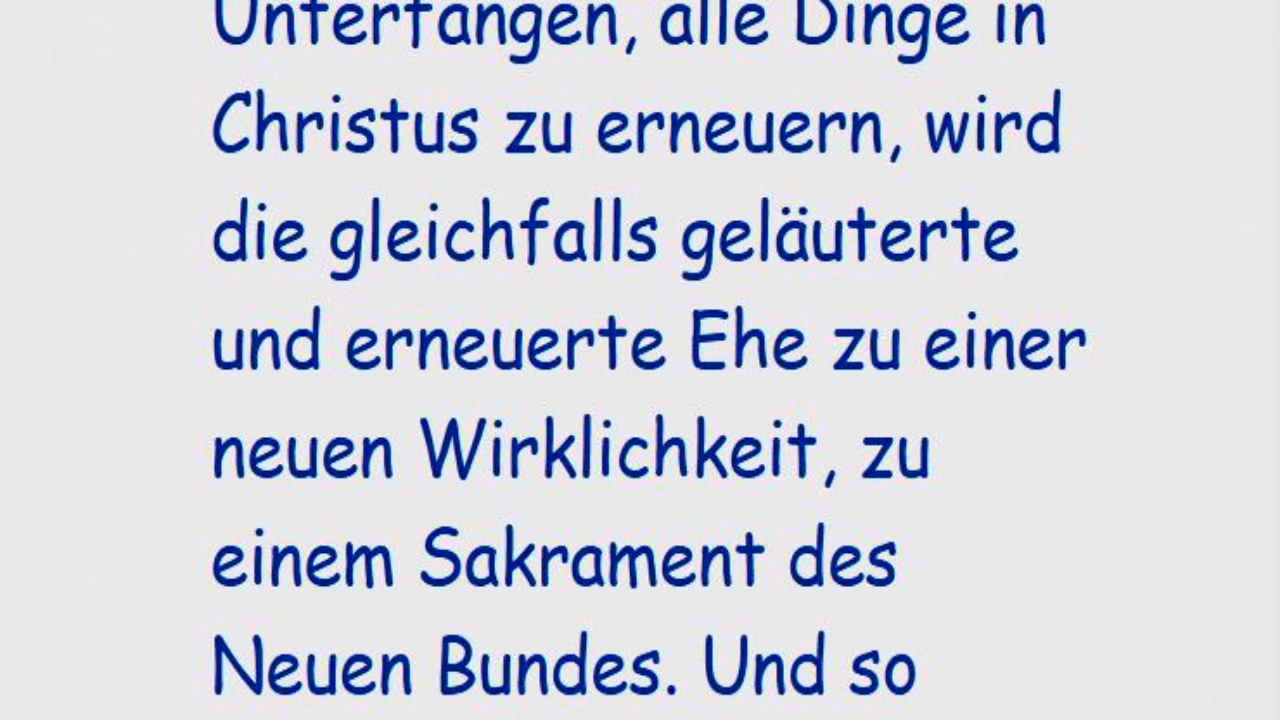 Unterfangen, alle Dinge in
Christus zu erneuern, wird
die gleichfalls geläuterte
und erneuerte Ehe zu einer
neuen Wirklichkeit, zu
einem Sakrament des
Neuen Bundes. Und so